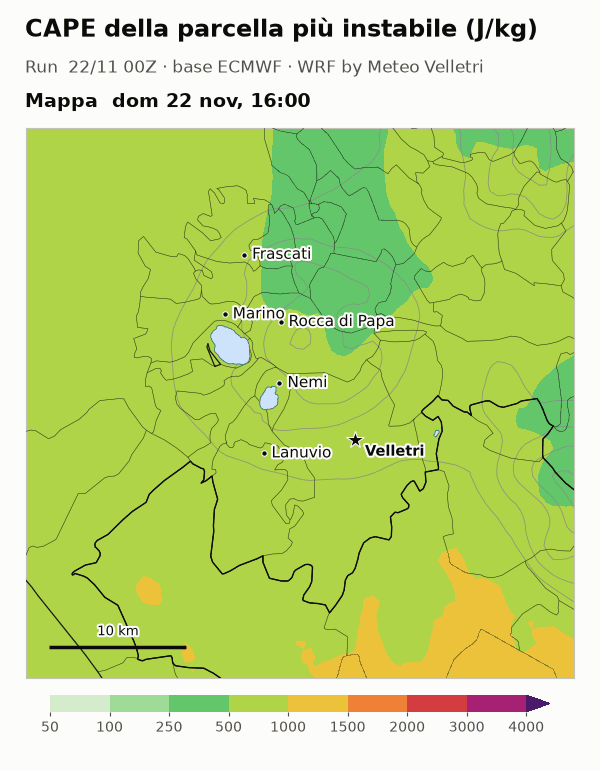 CAPE della parcella più instabile (J/kg)
Run  22/11 00Z · base ECMWF · WRF by Meteo Velletri
Mappa  dom 22 nov, 16:00
Frascati
Marino
Rocca di Papa
Nemi
Velletri
Lanuvio
10 km
50 100 250 500 1000 1500 2000 3000 4000